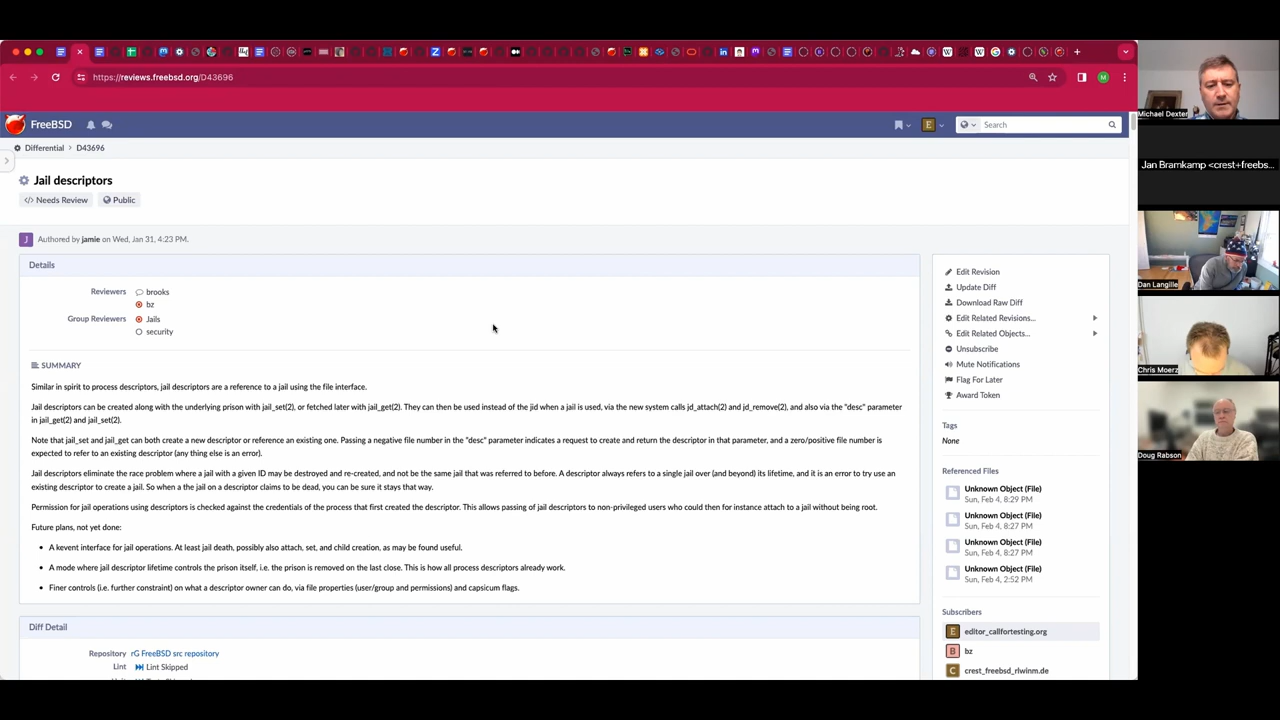 https://reviews.freebsd.org/D43696
M
FreeBSD
E
Search
Differential > D43696
Jail descriptors
</> Needs Review
Public
J
Authored by jamie on Wed, Jan 31, 4:23 PM.
Details
Reviewers
brooks
bz
Group Reviewers
Jails
security
SUMMARY
Similar in spirit to process descriptors, jail descriptors are a reference to a jail using the file interface.
Jail descriptors can be created along with the underlying prison with jail_set(2), or fetched later with jail_get(2). They can then be used instead of the jid when a jail is used, via the new system calls jd_attach(2) and jd_remove(2), and also via the "desc" parameter
in jail_get(2) and jail_set(2).
Note that jail_set and jail_get can both create a new descriptor or reference an existing one. Passing a negative file number in the "desc" parameter indicates a request to create and return the descriptor in that parameter, and a zero/positive file number is
expected to refer to an existing descriptor (any thing else is an error).
Jail descriptors eliminate the race problem where a jail with a given ID may be destroyed and re-created, and not be the same jail that was referred to before. A descriptor always refers to a single jail over (and beyond) its lifetime, and it is an error to try use an
existing descriptor to create a jail. So when the a jail on a descriptor claims to be dead, you can be sure it stays that way.
Permission for jail operations using descriptors is checked against the credentials of the process that first created the descriptor. This allows passing of jail descriptors to non-privileged users who could then for instance attach to a jail without being root.
Future plans, not yet done:
• A kevent interface for jail operations. At least jail death, possibly also attach, set, and child creation, as may be found useful.
• A mode where jail descriptor lifetime controls the prison itself, i.e. the prison is removed on the last close. This is how all process descriptors already work.
• Finer controls (i.e. further constraint) on what a descriptor owner can do, via file properties (user/group and permissions) and capsicum flags.
Diff Detail
Repository
rG FreeBSD src repository
Lint
Lint Skipped
Edit Revision
Update Diff
Download Raw Diff
Edit Related Revisions...
Edit Related Objects...
Unsubscribe
Mute Notifications
Flag For Later
Award Token
Tags
None
Referenced Files
Unknown Object (File)
Sun, Feb 4, 8:29 PM
Unknown Object (File)
Sun, Feb 4, 8:27 PM
Unknown Object (File)
Sun, Feb 4, 8:27 PM
Unknown Object (File)
Sun, Feb 4, 2:52 PM
Subscribers
E
editor_callfortesting.org
B
bz
C
crest_freebsd_rlwinm.de
Michael Dexter
Jan Bramkamp <crest+freebs...
Dan Langille
Chris Moerz
Doug Rabson